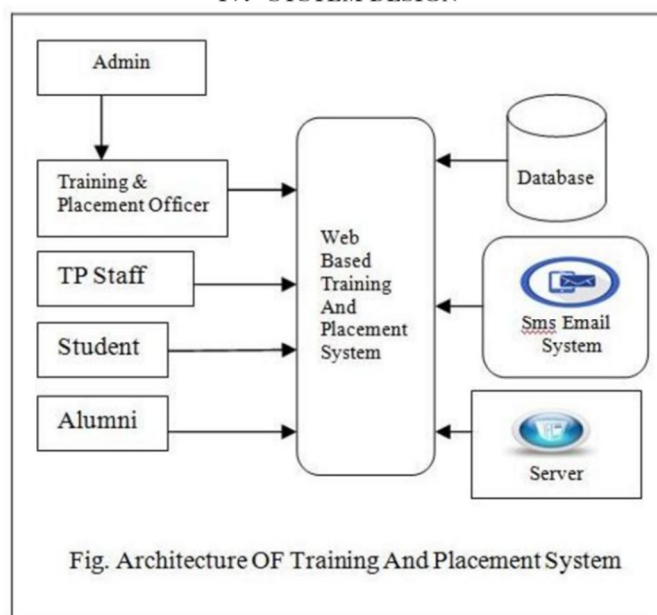 Admin
Training &
Placement Officer
TP Staff
Student
Alumni
Web
Based
Training
And
Placement
System
Database
Sms Email
System
Server
Fig. Architecture OF Training And Placement System